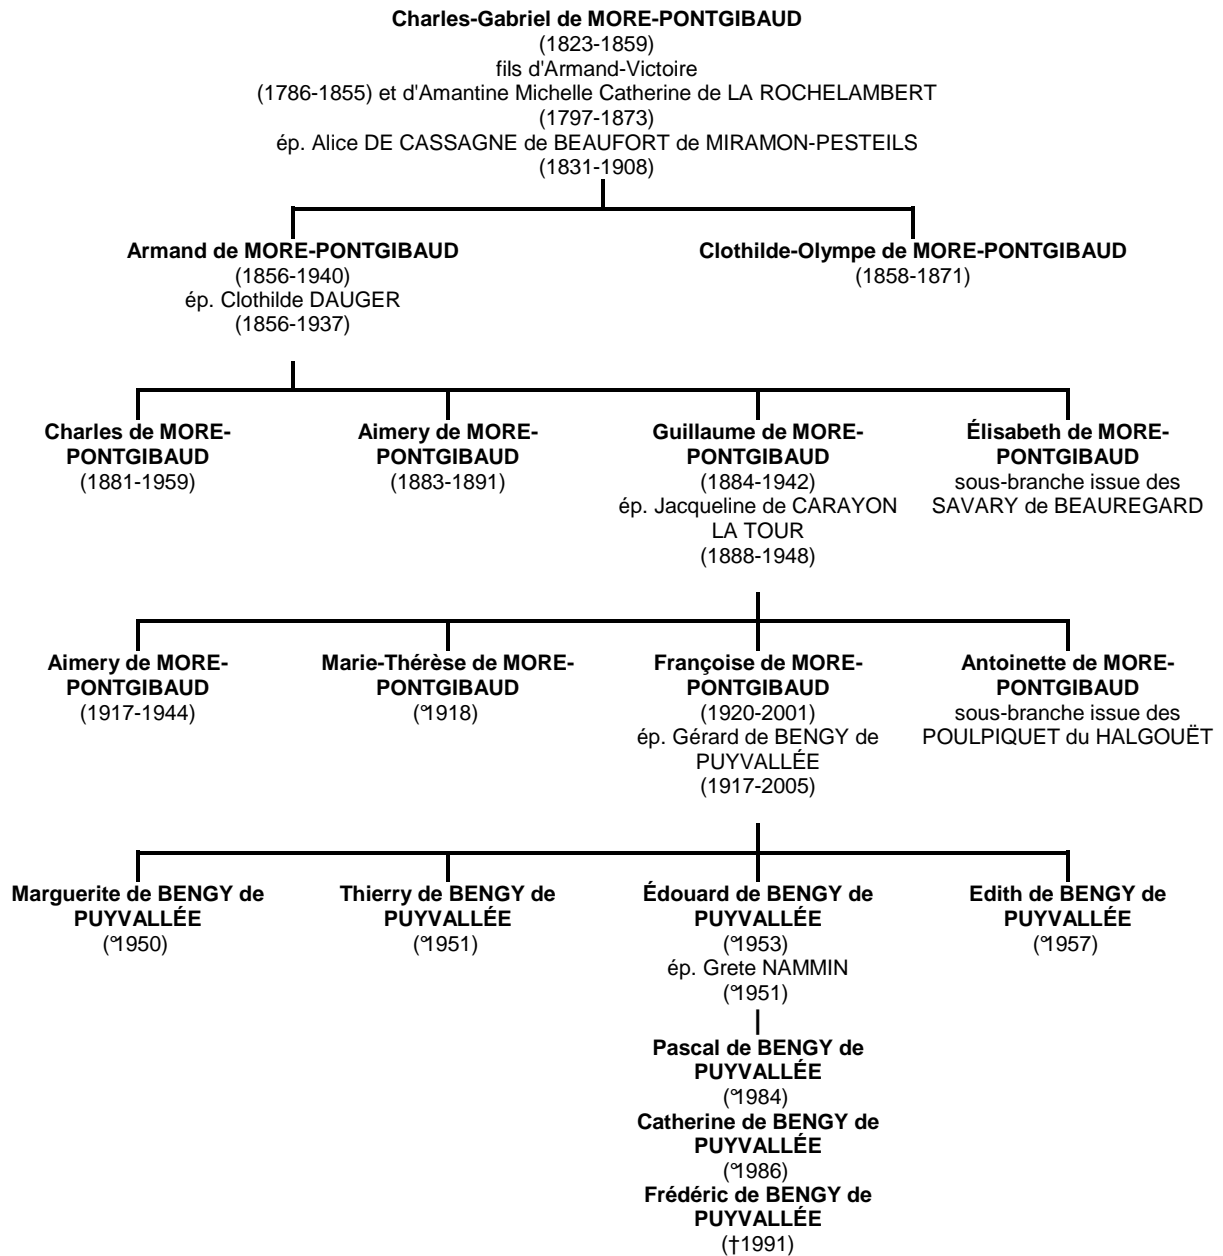 Charles-Gabriel de MORE-PONTGIBAUD
(1823-1859)
fils d'Armand-Victoire
(1786-1855) et d'Amantine Michelle Catherine de LA ROCHELAMBERT
(1797-1873)
ép. Alice DE CASSAGNE de BEAUFORT de MIRAMON-PESTEILS
(1831-1908)
Armand de MORE-PONTGIBAUD
(1856-1940)
ép. Clothilde DAUGER
(1856-1937)
Clothilde-Olympe de MORE-PONTGIBAUD
(1858-1871)
Charles de MORE-
PONTGIBAUD
(1881-1959)
Aimery de MORE-
PONTGIBAUD
(1883-1891)
Guillaume de MORE-
PONTGIBAUD
(1884-1942)
ép. Jacqueline de CARAYON
LA TOUR
(1888-1948)
Élisabeth de MORE-
PONTGIBAUD
sous-branche issue des
SAVARY de BEAUREGARD
Aimery de MORE-
PONTGIBAUD
(1917-1944)
Marie-Thérèse de MORE-
PONTGIBAUD
(°1918)
Françoise de MORE-
PONTGIBAUD
(1920-2001)
ép. Gérard de BENGY de
PUYVALLÉE
(1917-2005)
Antoinette de MORE-
PONTGIBAUD
sous-branche issue des
POULPIQUET du HALGOUËT
Marguerite de BENGY de
PUYVALLÉE
(°1950)
Thierry de BENGY de
PUYVALLÉE
(°1951)
Édouard de BENGY de
PUYVALLÉE
(°1953)
ép. Grete NAMMIN
(°1951)
Edith de BENGY de
PUYVALLÉE
(°1957)
Pascal de BENGY de
PUYVALLÉE
(°1984)
Catherine de BENGY de
PUYVALLÉE
(°1986)
Frédéric de BENGY de
PUYVALLÉE
(†1991)